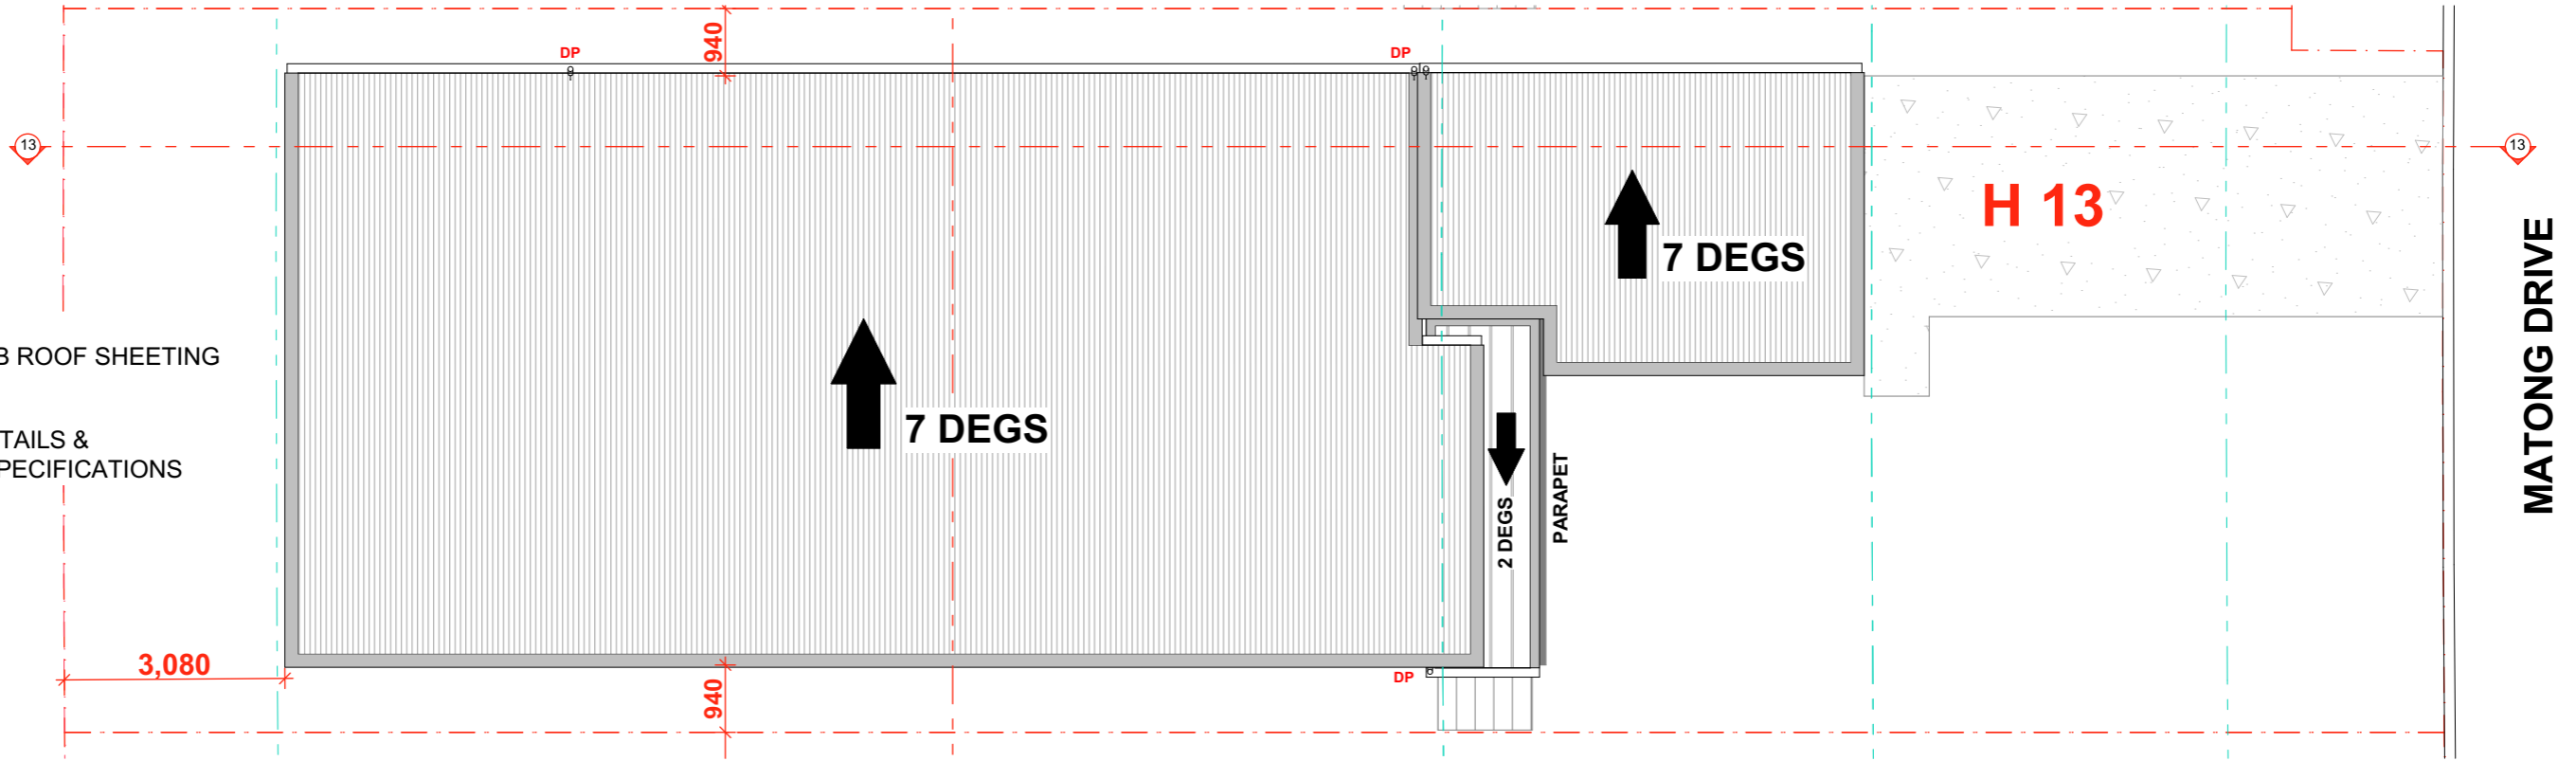 940
DP
DP
13
13
H 13
7 DEGS
MATONG DRIVE
B ROOF SHEETING
7 DEGS
TAILS &
PECIFICATIONS
2 DEGS
PARAPET
3,080
940
DP